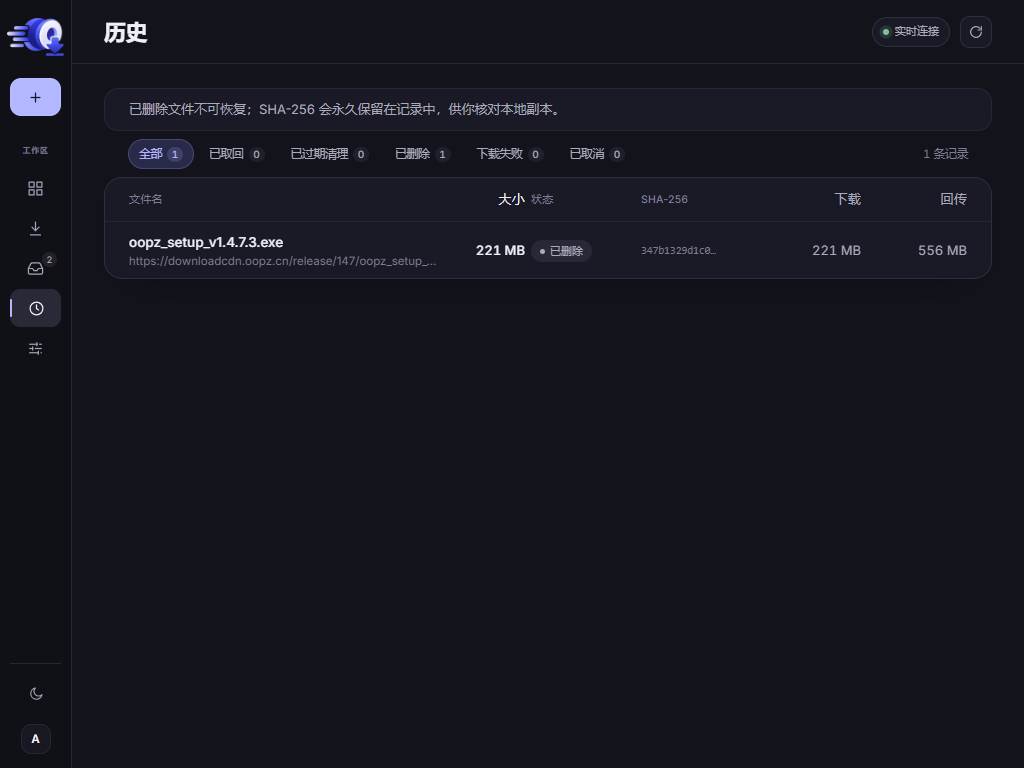 历史
实时连接
已删除文件不可恢复；SHA-256 会永久保留在记录中，供你核对本地副本。
工作区
全部 1 已取回 0 已过期清理 0 已删除 1 下载失败 0 已取消 0 1 条记录
文件名 大小 状态 SHA-256 下载 回传
oopz_setup_v1.4.7.3.exe
221 MB 已删除 347b1329d1c0… 221 MB 556 MB
https://downloadcdn.oopz.cn/release/147/oopz_setup_…
2
A